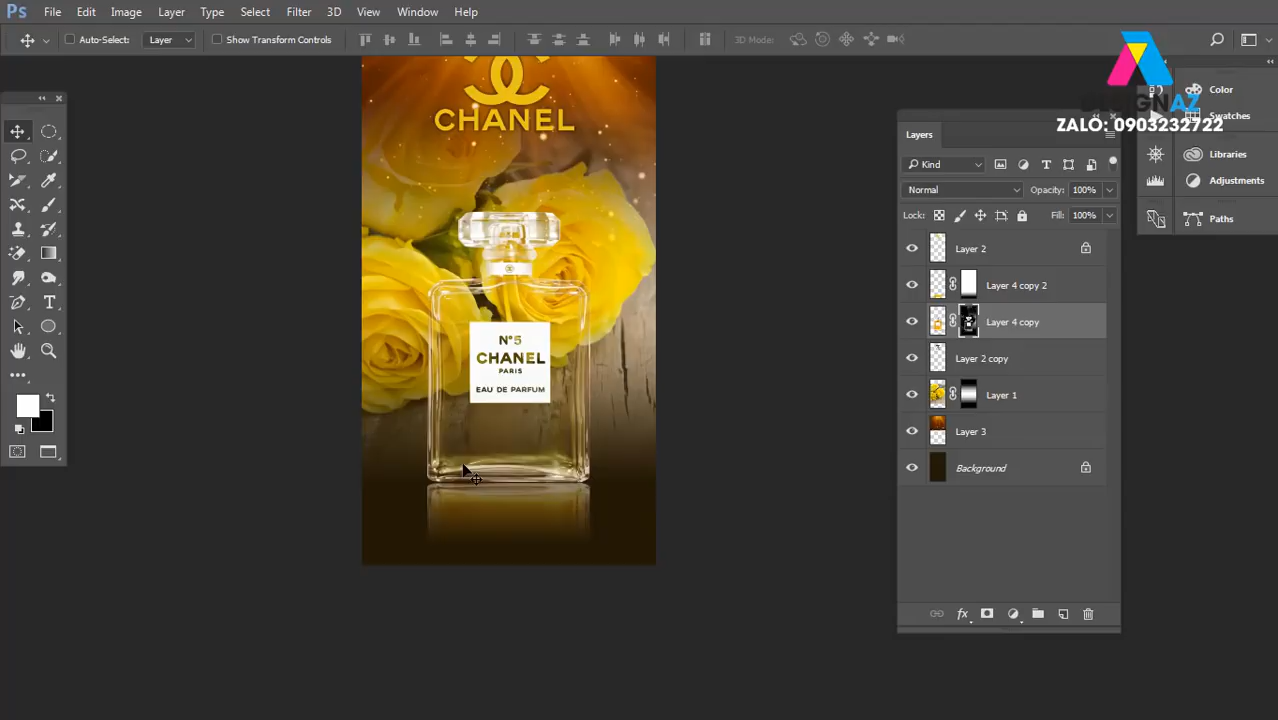 Ps File Edit Image Layer Type Select Filter 3D View Window Help
Auto-Select: Layer Show Transform Controls 3D Mode:
DESIGNAZ
ZALO: 0903232722
Color
Swatches
Libraries
Adjustments
Paths
Layers
Kind
Normal Opacity: 100%
Lock: Fill: 100%
Layer 2
Layer 4 copy 2
Layer 4 copy
Layer 2 copy
Layer 1
Layer 3
Background
fx
CHANEL
N°5
CHANEL
PARIS
EAU DE PARFUM